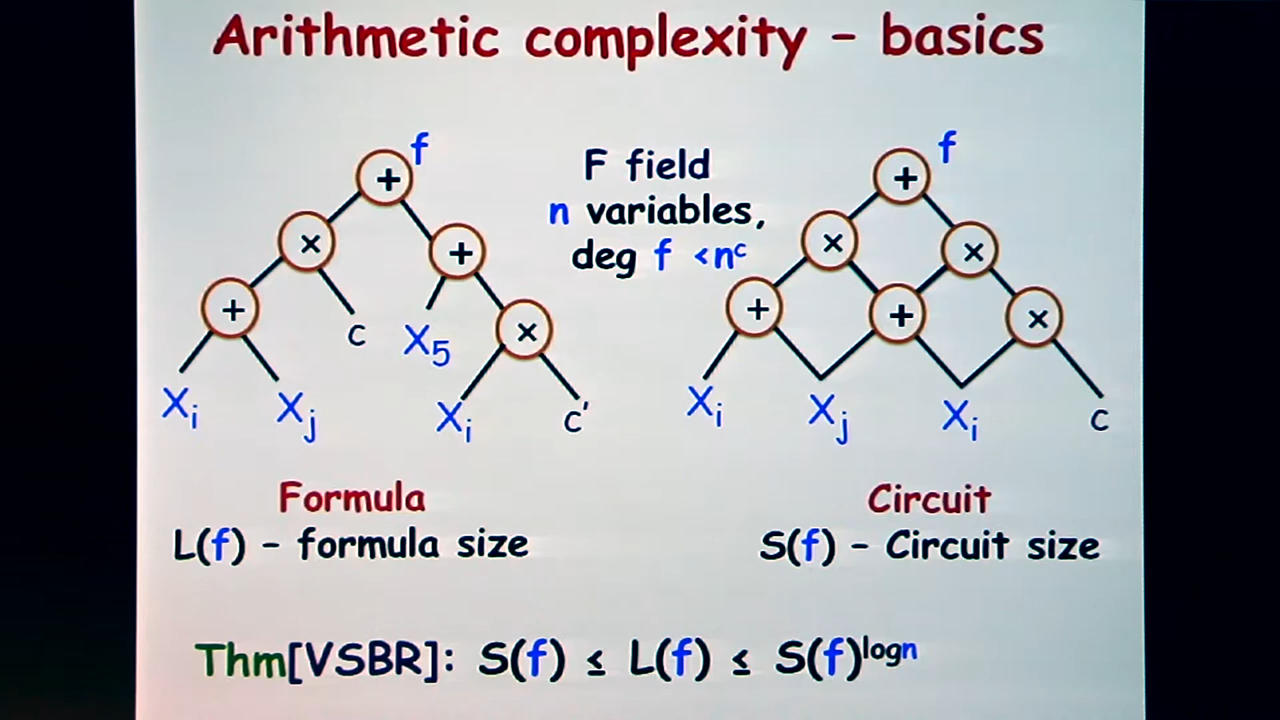 Arithmetic complexity – basics
f
+
×
+
+
c
X₅
×
Xᵢ
Xⱼ
Xᵢ
c'
F field
n variables,
deg f <nᶜ
f
+
×
×
+
+
×
Xᵢ
Xⱼ
Xᵢ
c
Formula
L(f) – formula size
Circuit
S(f) – Circuit size
Thm[VSBR]: S(f) ≤ L(f) ≤ S(f)ˡᵒᵍⁿ